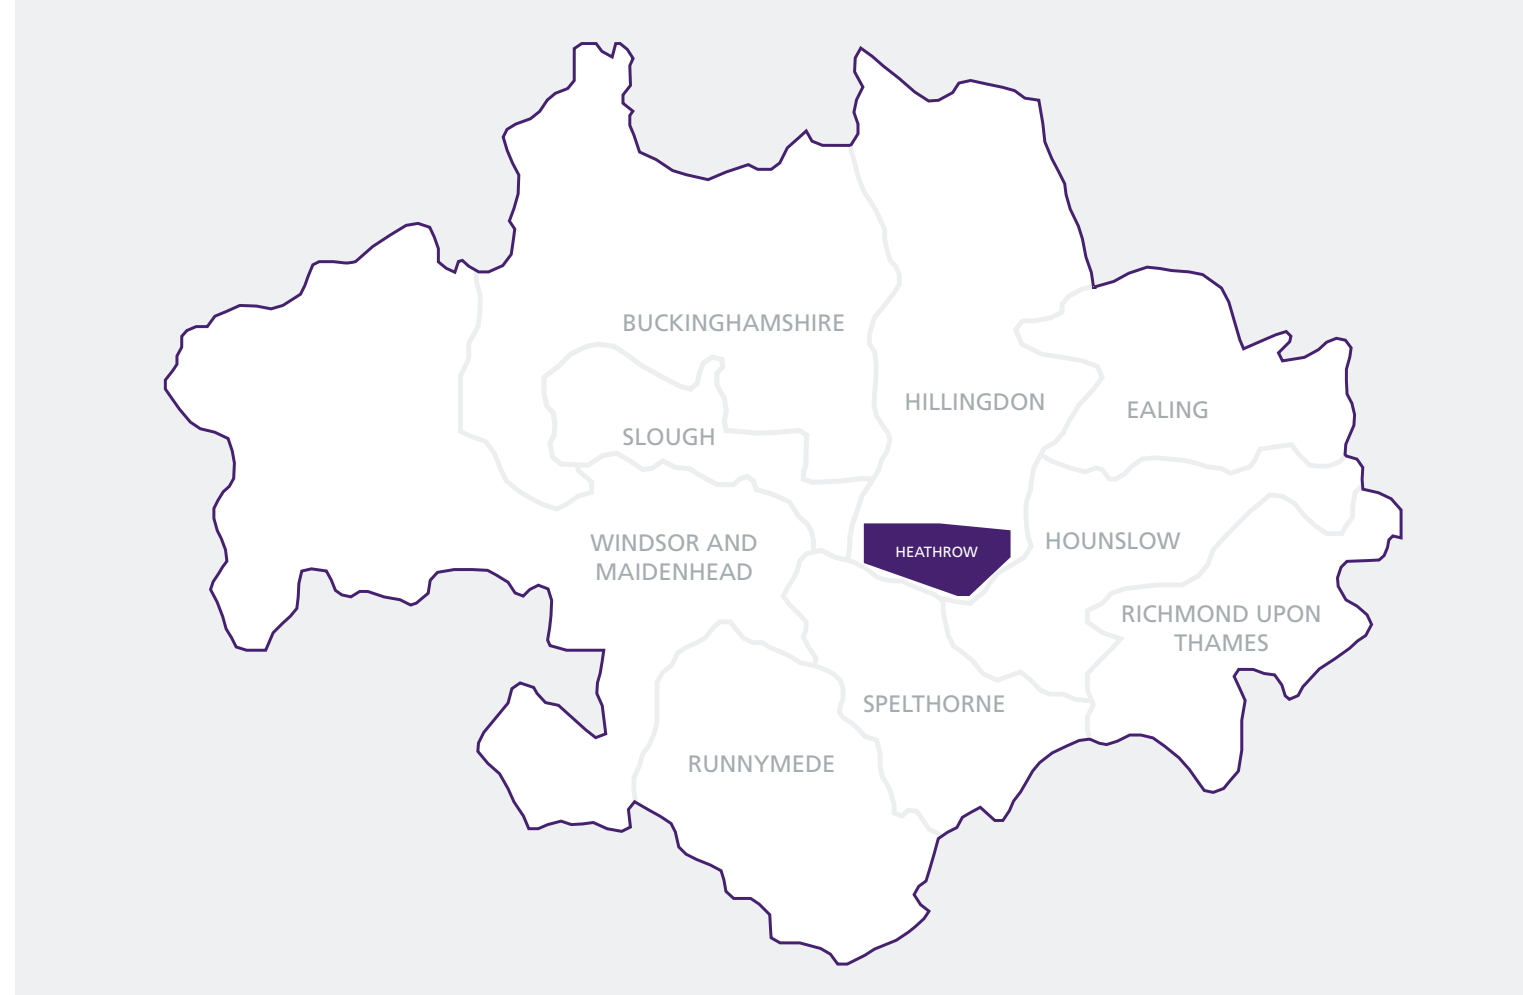 BUCKINGHAMSHIRE
HILLINGDON
EALING
SLOUGH
WINDSOR AND
MAIDENHEAD
HEATHROW
HOUNSLOW
RICHMOND UPON
THAMES
SPELTHORNE
RUNNYMEDE